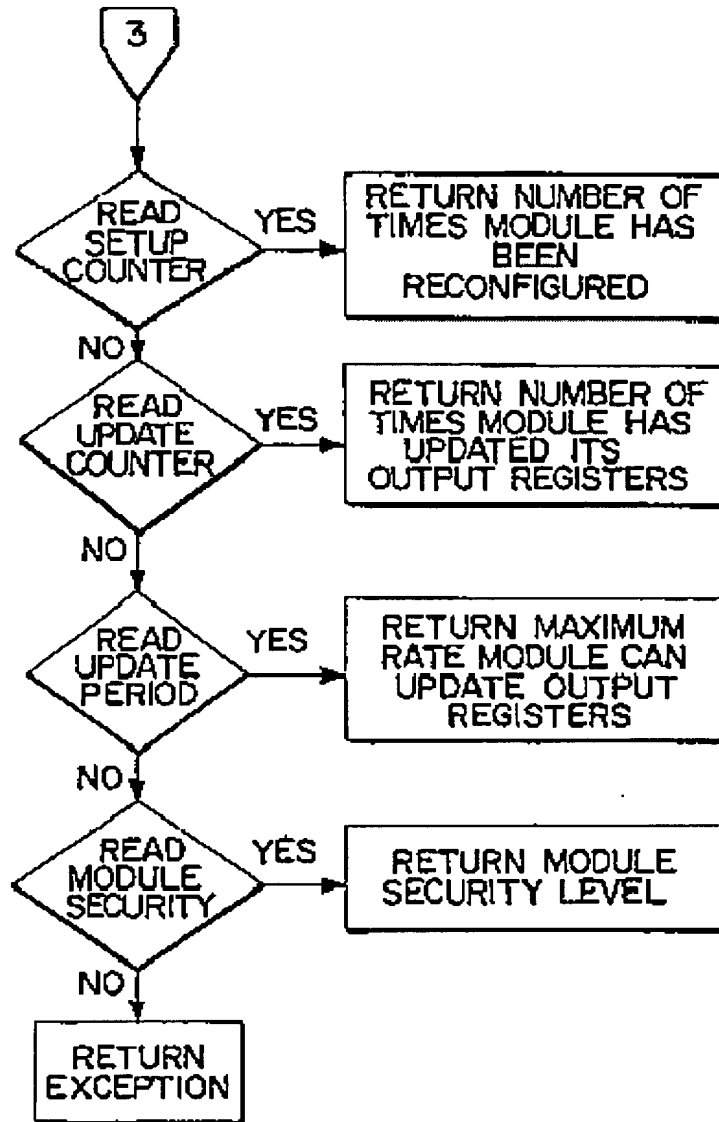 3
READ
SETUP
COUNTER
YES
RETURN NUMBER OF
TIMES MODULE HAS
BEEN
RECONFIGURED
NO
READ
UPDATE
COUNTER
YES
RETURN NUMBER OF
TIMES MODULE HAS
UPDATED ITS
OUTPUT REGISTERS
NO
READ
UPDATE
PERIOD
YES
RETURN MAXIMUM
RATE MODULE CAN
UPDATE OUTPUT
REGISTERS
NO
READ
MODULE
SECURITY
YES
RETURN MODULE
SECURITY LEVEL
NO
RETURN
EXCEPTION